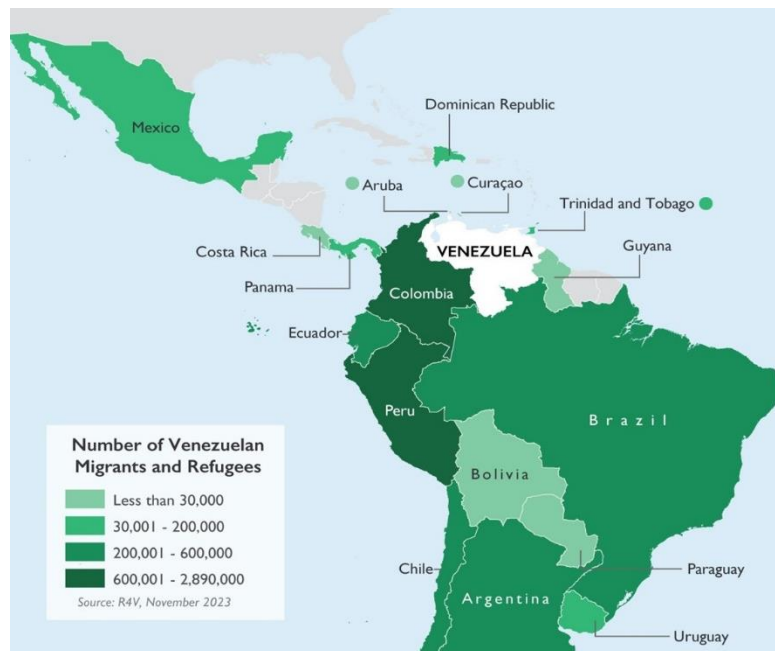 Dominican Republic
Mexico
Aruba
Curaçao
Trinidad and Tobago
VENEZUELA
Guyana
Costa Rica
Panama
Colombia
Ecuador
Peru
Brazil
Number of Venezuelan
Migrants and Refugees
Less than 30,000
30,001 - 200,000
200,001 - 600,000
600,001 - 2,890,000
Source: R4V, November 2023
Bolivia
Chile
Paraguay
Argentina
Uruguay